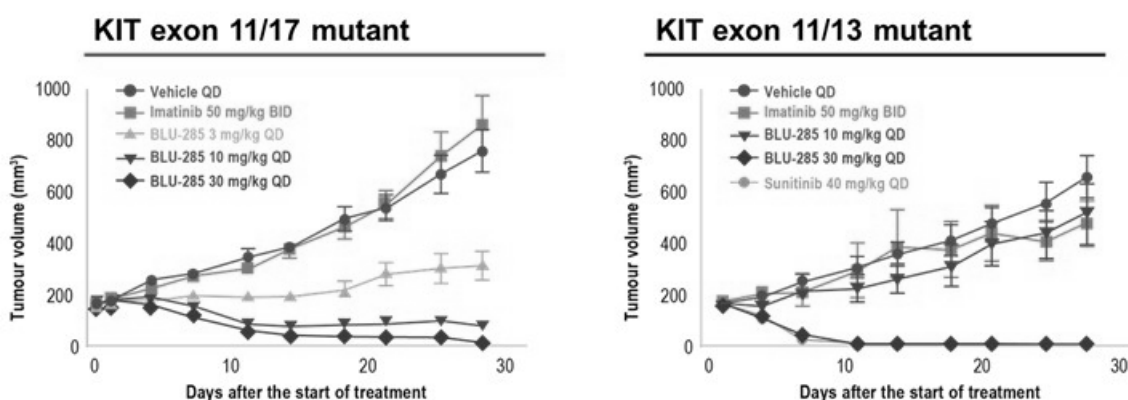 KIT exon 11/17 mutant
1000
800
600
400
200
0
Tumour volume (mm³)
Vehicle QD
Imatinib 50 mg/kg BID
BLU-285 3 mg/kg QD
BLU-285 10 mg/kg QD
BLU-285 30 mg/kg QD
0 10 20 30
Days after the start of treatment
KIT exon 11/13 mutant
1000
800
600
400
200
0
Tumour volume (mm³)
Vehicle QD
Imatinib 50 mg/kg BID
BLU-285 10 mg/kg QD
BLU-285 30 mg/kg QD
Sunitinib 40 mg/kg QD
0 10 20 30
Days after the start of treatment